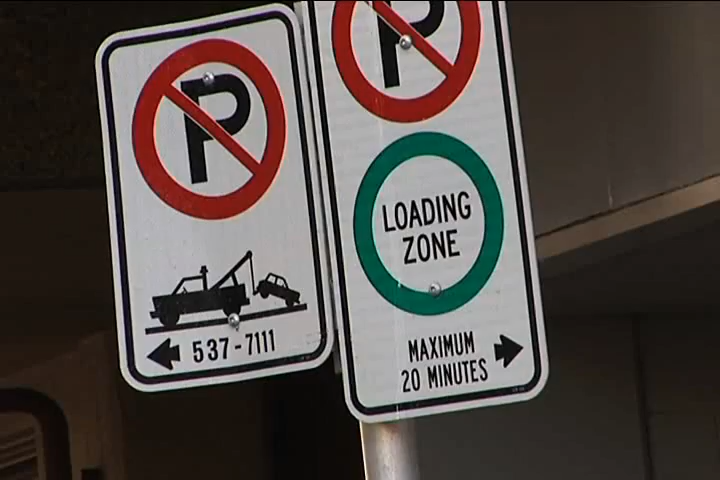 P
537-7111
P
LOADING
ZONE
MAXIMUM
20 MINUTES